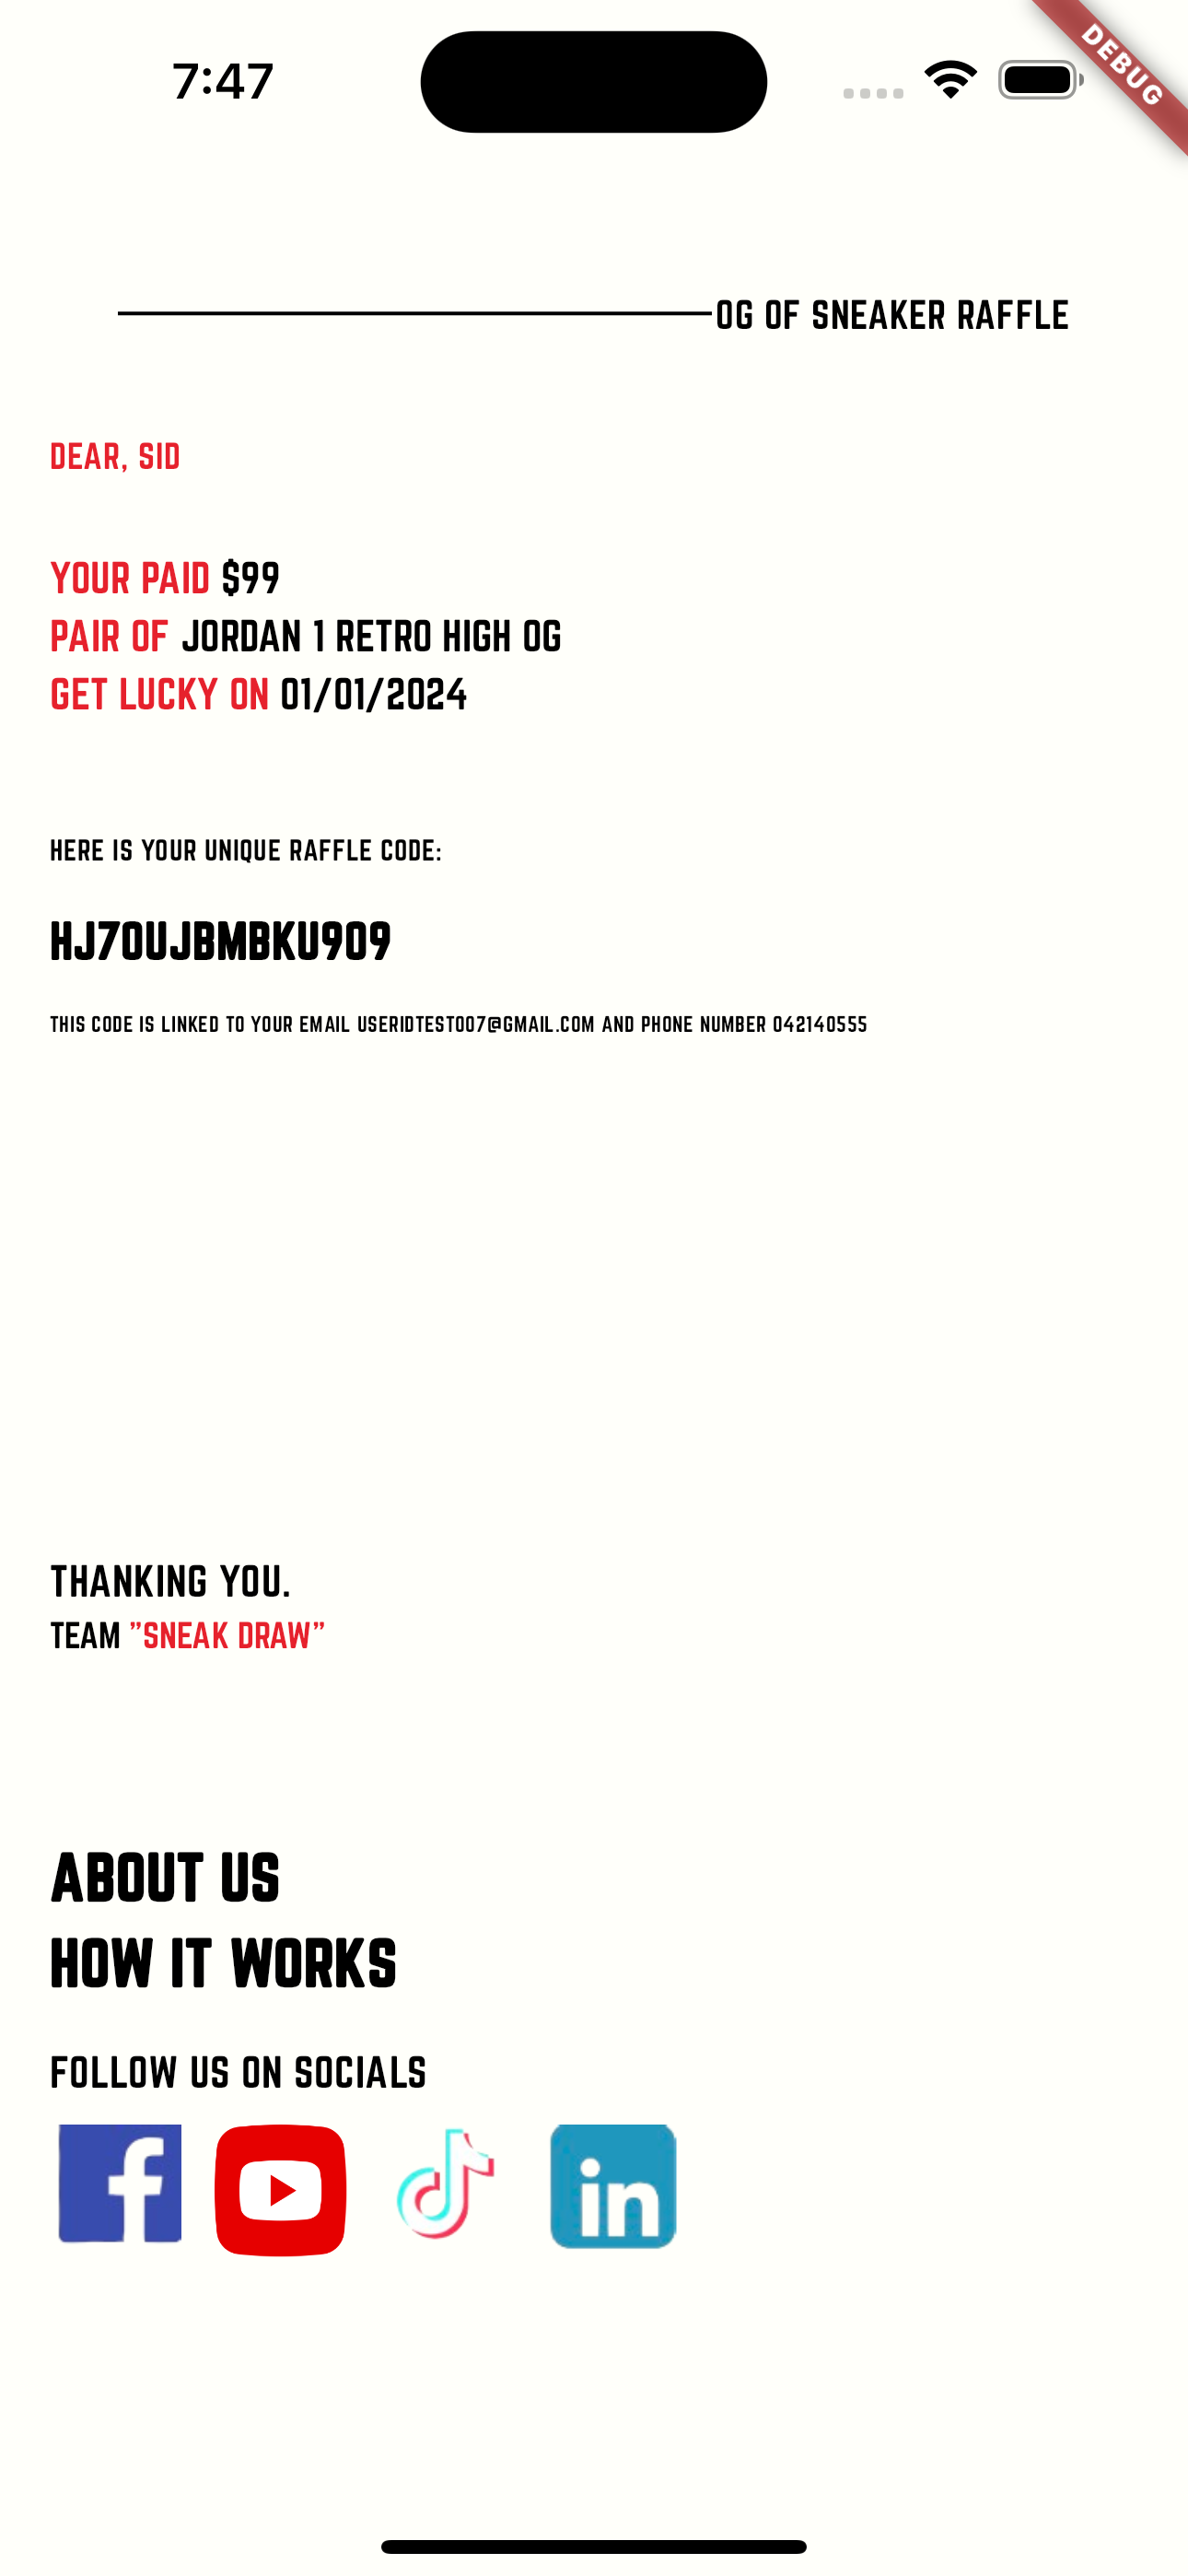 7:47
DEBUG
OG OF SNEAKER RAFFLE
DEAR, SID
YOUR PAID $99
PAIR OF JORDAN 1 RETRO HIGH OG
GET LUCKY ON 01/01/2024
HERE IS YOUR UNIQUE RAFFLE CODE:
HJ70UJBMBKU909
THIS CODE IS LINKED TO YOUR EMAIL USERIDTEST007@GMAIL.COM AND PHONE NUMBER 042140555
THANKING YOU.
TEAM ”SNEAK DRAW”
ABOUT US
HOW IT WORKS
FOLLOW US ON SOCIALS
f
in